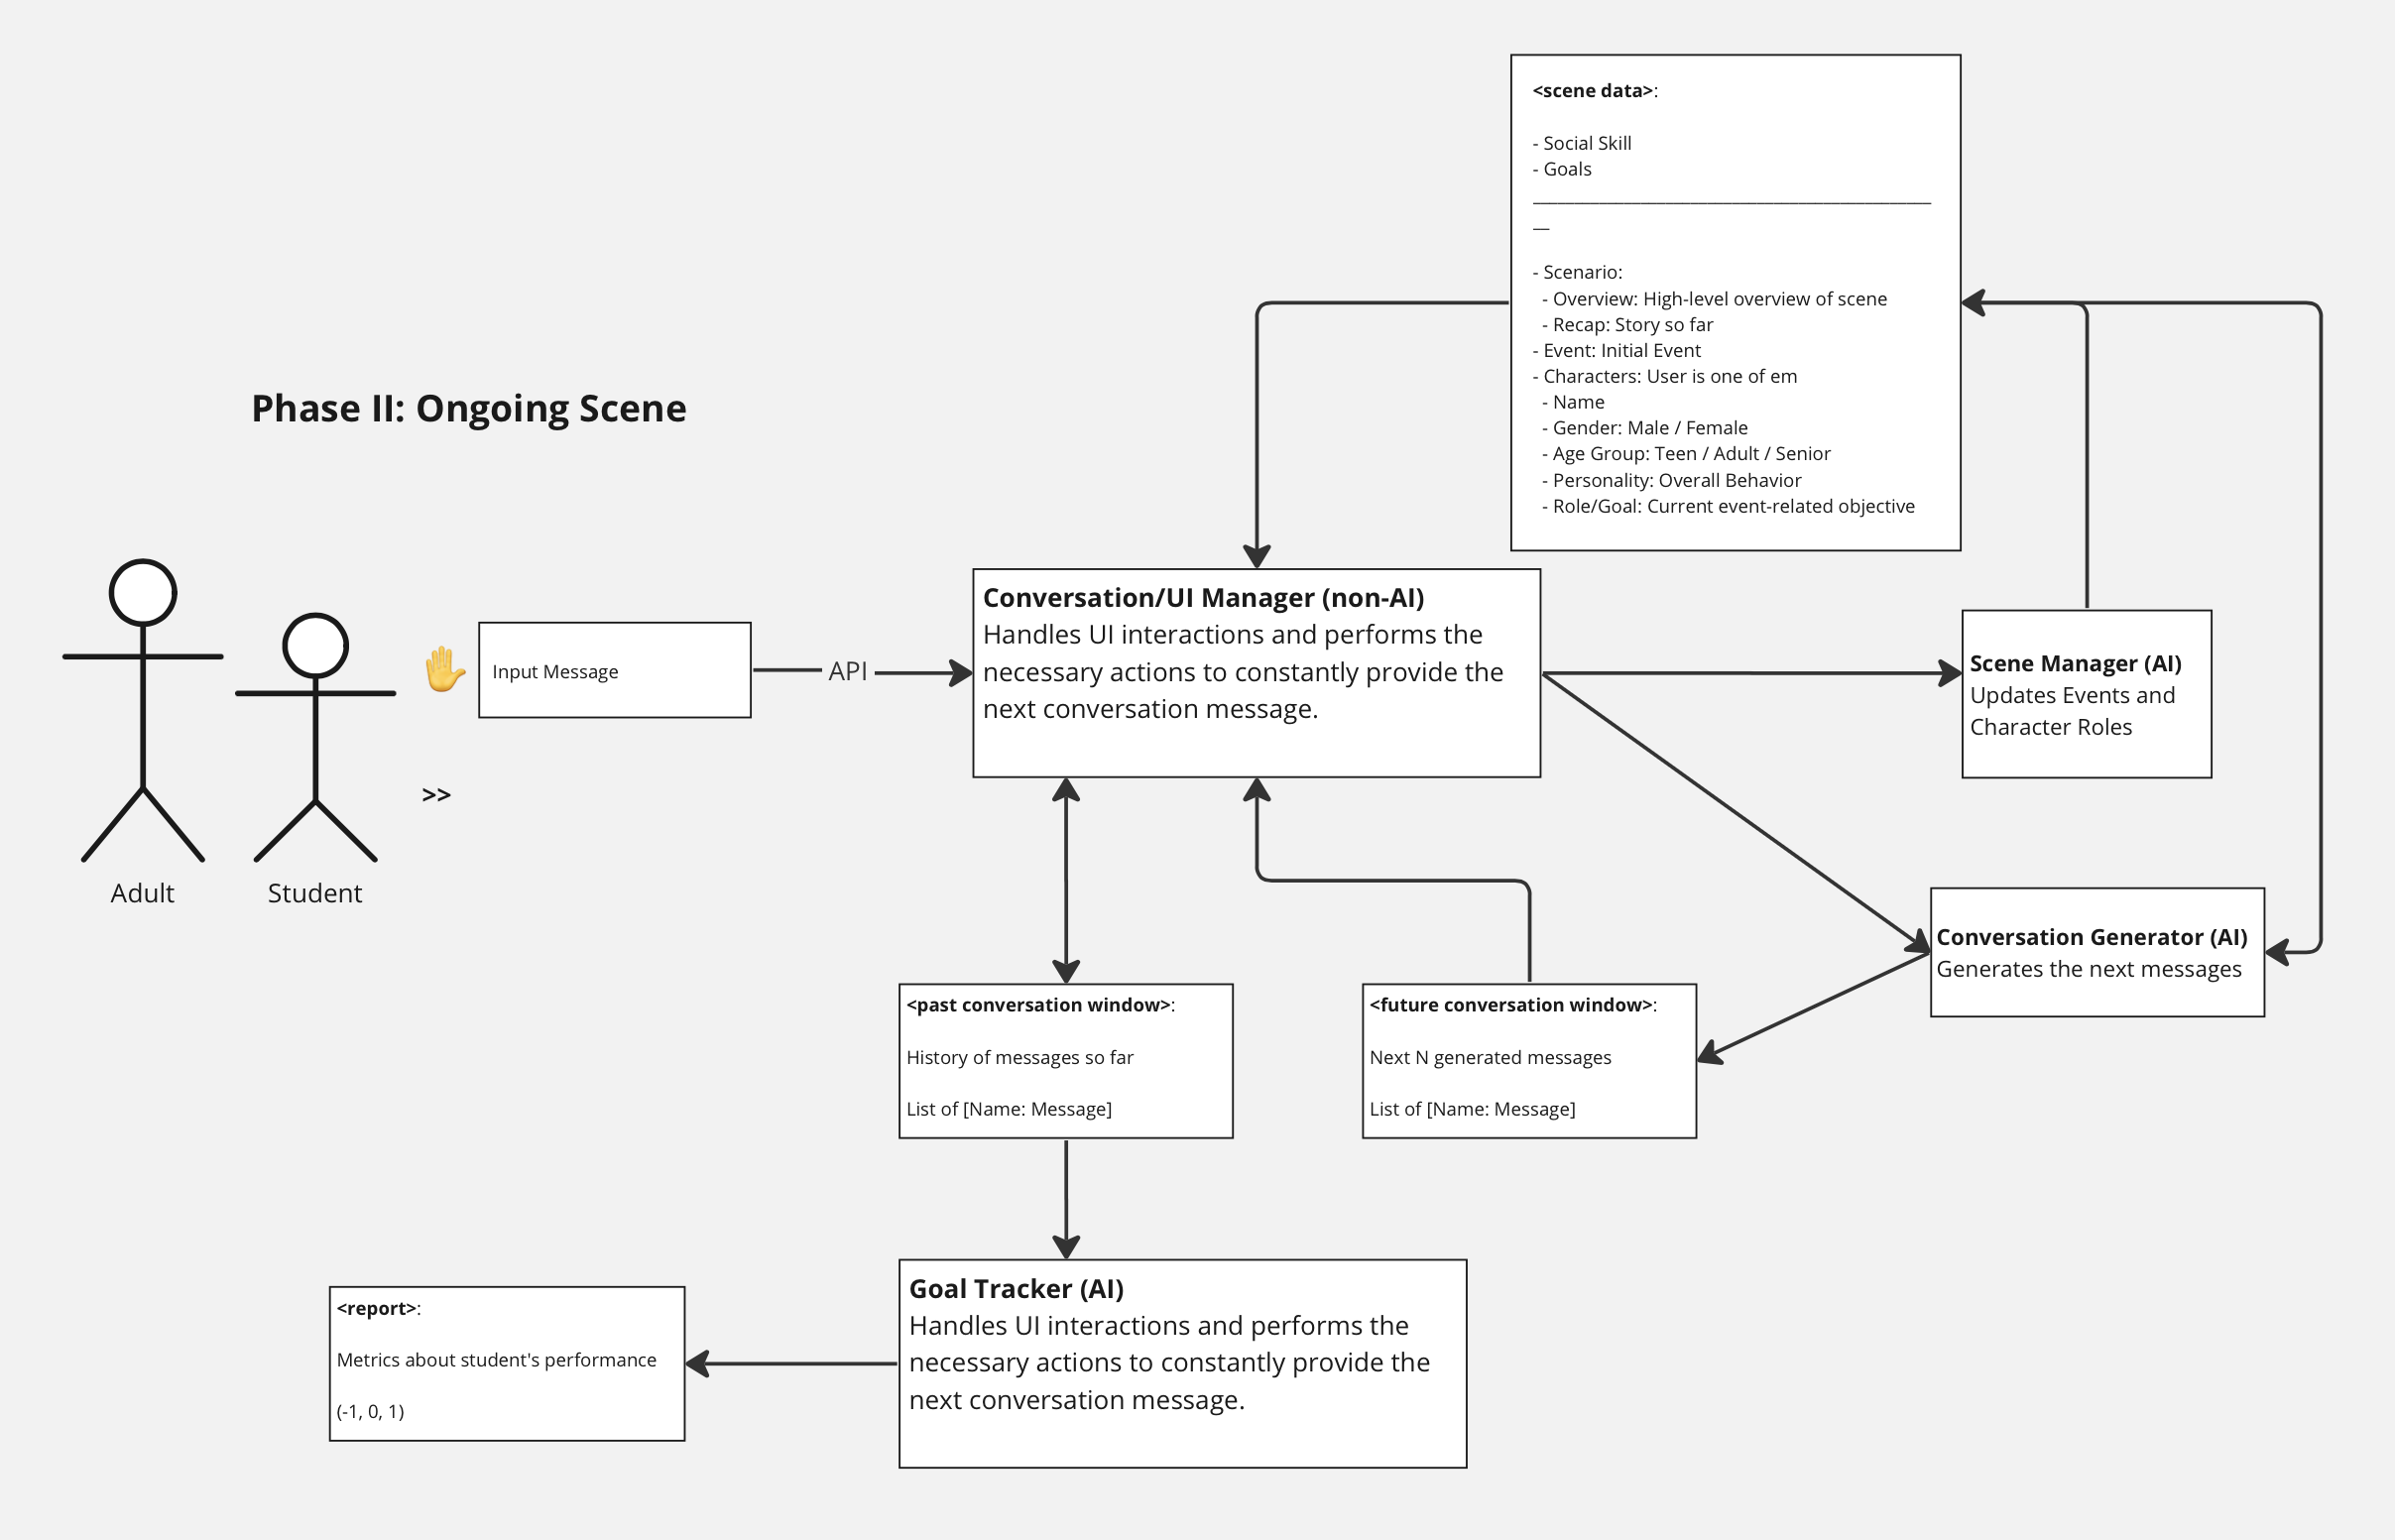 <scene data>:
- Social Skill
- Goals
________________________________________________
__
- Scenario:
- Overview: High-level overview of scene
- Recap: Story so far
- Event: Initial Event
- Characters: User is one of em
- Name
- Gender: Male / Female
- Age Group: Teen / Adult / Senior
- Personality: Overall Behavior
- Role/Goal: Current event-related objective
Phase II: Ongoing Scene
Adult
Student
Input Message
>>
API
Conversation/UI Manager (non-AI)
Handles UI interactions and performs the
necessary actions to constantly provide the
next conversation message.
Scene Manager (AI)
Updates Events and
Character Roles
Conversation Generator (AI)
Generates the next messages
<past conversation window>:
History of messages so far
List of [Name: Message]
<future conversation window>:
Next N generated messages
List of [Name: Message]
Goal Tracker (AI)
Handles UI interactions and performs the
necessary actions to constantly provide the
next conversation message.
<report>:
Metrics about student's performance
(-1, 0, 1)